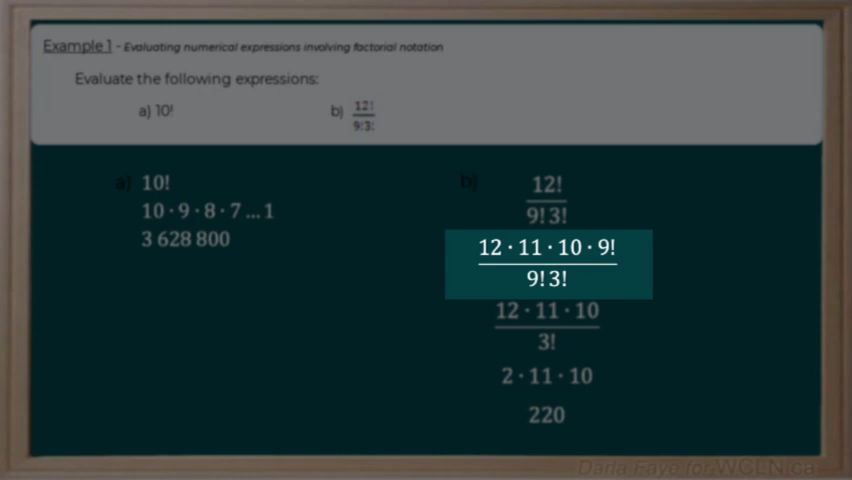 Example 1 - Evaluating numerical expressions involving factorial notation
Evaluate the following expressions:
a) 10!
b) 12!
9!3!
a) 10!
10 · 9 · 8 · 7 ... 1
3 628 800
b) 12!
9! 3!
12 · 11 · 10 · 9!
9! 3!
12 · 11 · 10
3!
2 · 11 · 10
220
Darla Faye for WCLN.ca